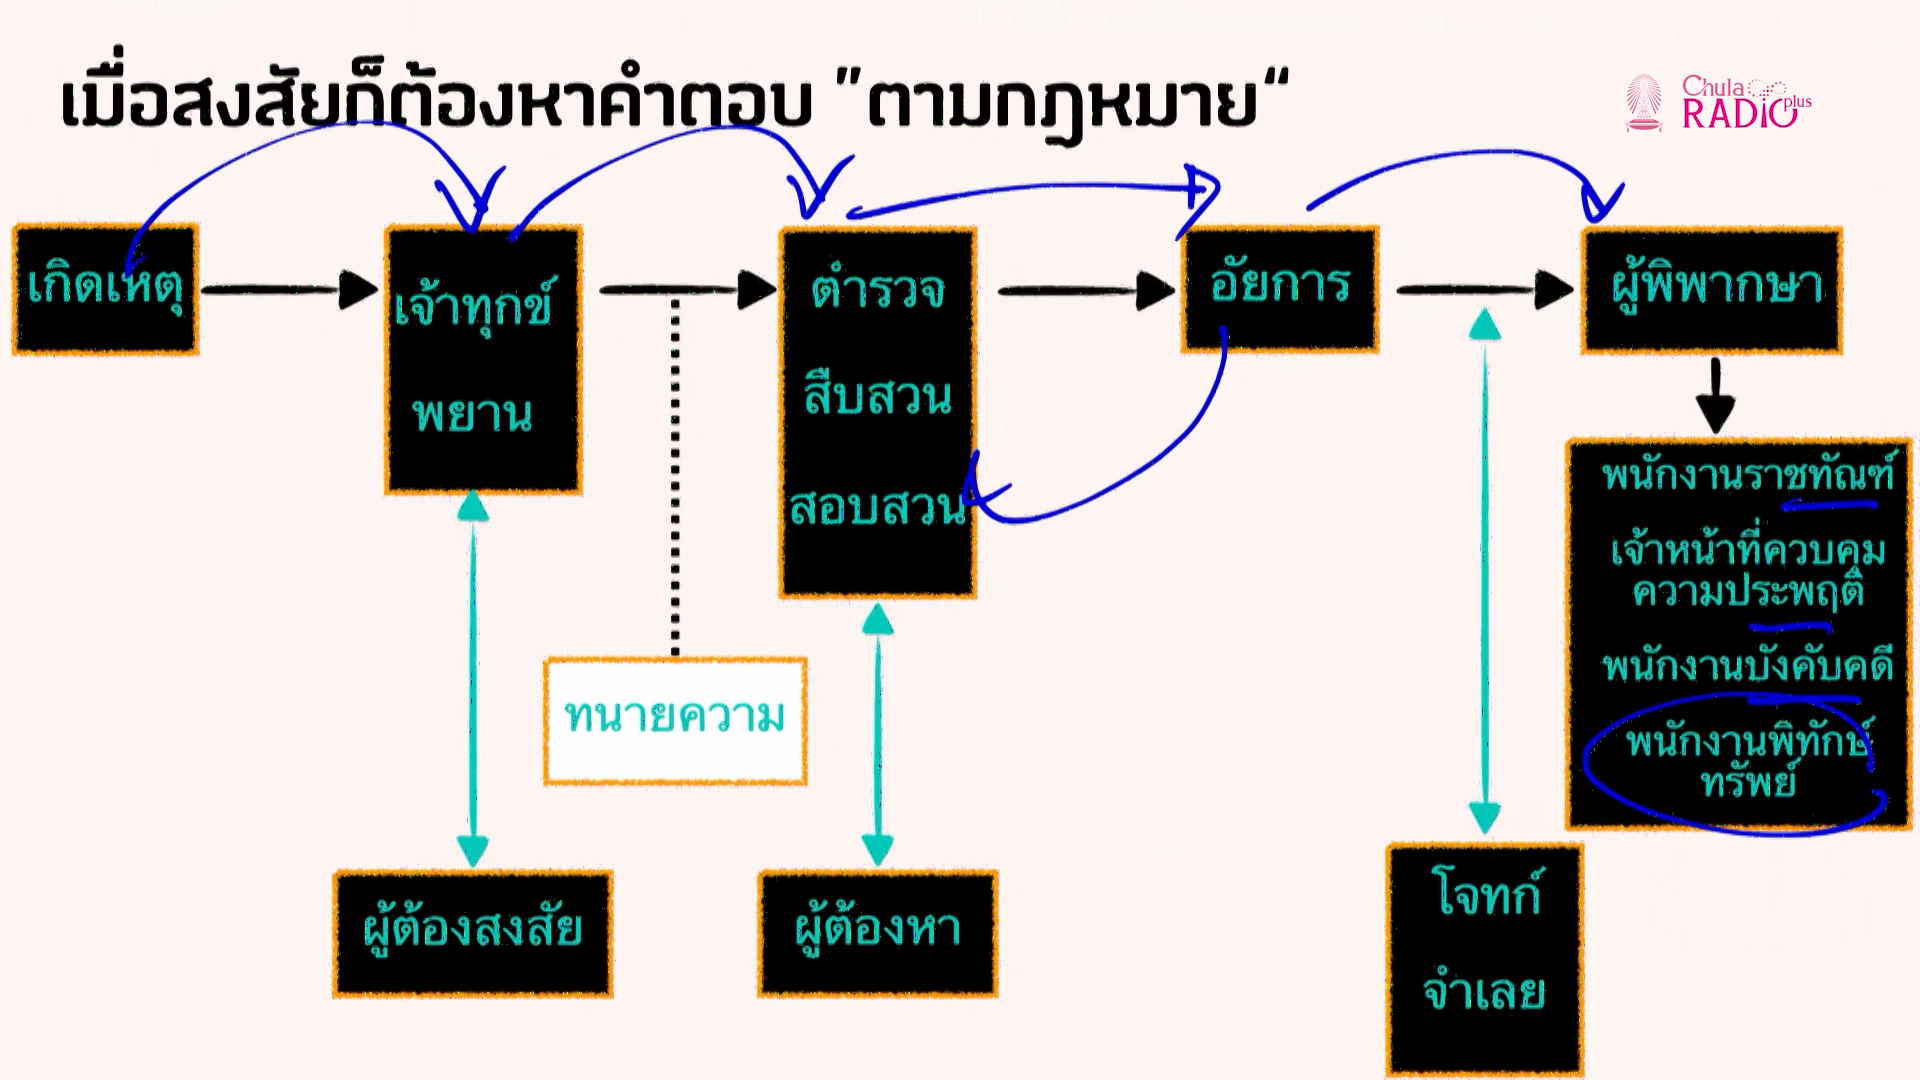 เมื่อสงสัยก็ต้องหาคำตอบ "ตามกฎหมาย"
Chula
RADIO plus
เกิดเหตุ
เจ้าทุกข์
พยาน
ตำรวจ
สืบสวน
สอบสวน
อัยการ
ผู้พิพากษา
พนักงานราชทัณฑ์
เจ้าหน้าที่ควบคุม
ความประพฤติ
พนักงานบังคับคดี
พนักงานพิทักษ์
ทรัพย์
ทนายความ
ผู้ต้องสงสัย
ผู้ต้องหา
โจทก์
จำเลย